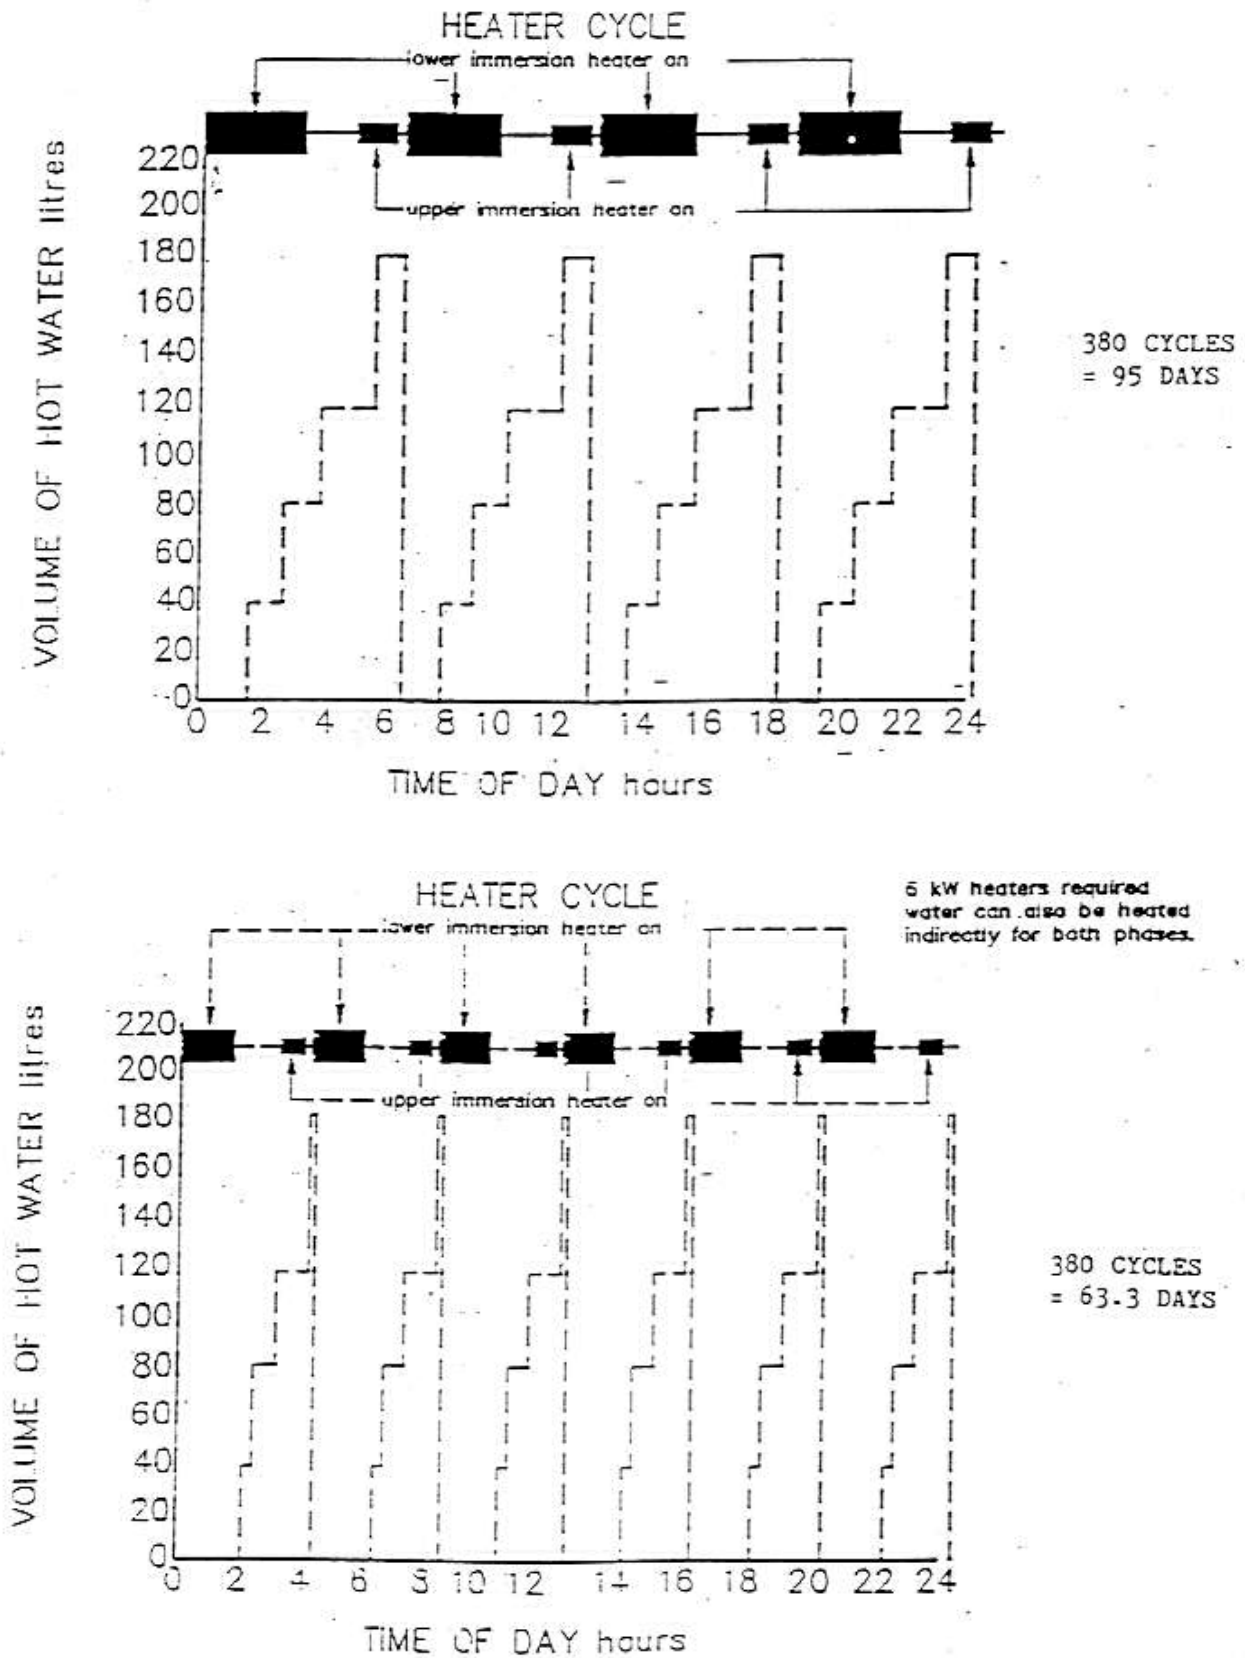 HEATER CYCLE
lower immersion heater on
220
200
180
160
140
120
100
80
60
40
20
0
VOLUME OF HOT WATER litres
upper immersion heater on
380 CYCLES
= 95 DAYS
0 2 4 6 8 10 12 14 16 18 20 22 24
TIME OF DAY hours
HEATER CYCLE
lower immersion heater on
6 kW heaters required
water can also be heated
indirectly for both phases.
220
200
180
160
140
120
100
80
60
40
20
0
VOLUME OF HOT WATER litres
upper immersion heater on
380 CYCLES
= 63.3 DAYS
0 2 4 6 8 10 12 14 16 18 20 22 24
TIME OF DAY hours